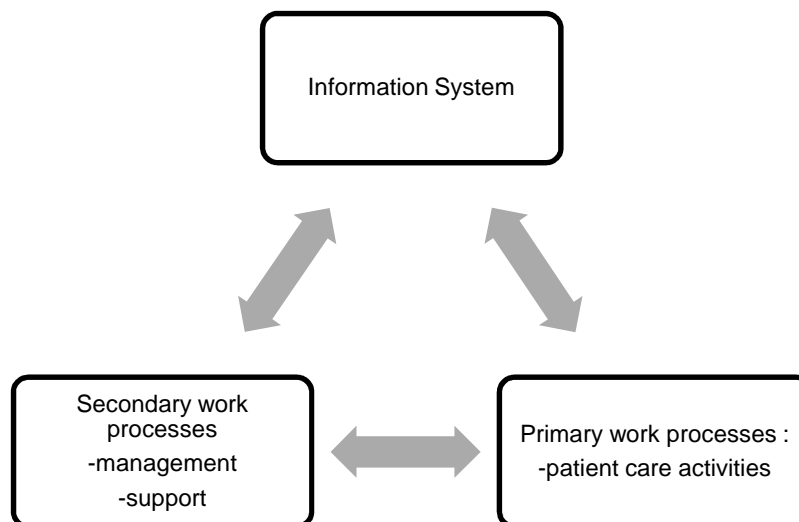 Information System
Secondary work
processes
-management
-support
Primary work processes :
-patient care activities